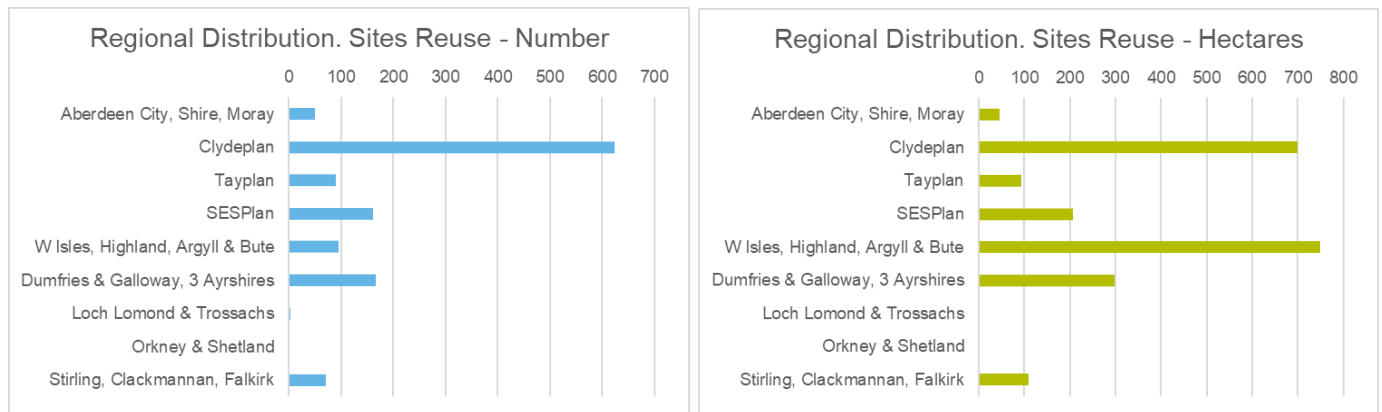 Regional Distribution. Sites Reuse - Number
0 100 200 300 400 500 600 700
Aberdeen City, Shire, Moray
Clydeplan
Tayplan
SESPlan
W Isles, Highland, Argyll & Bute
Dumfries & Galloway, 3 Ayrshires
Loch Lomond & Trossachs
Orkney & Shetland
Stirling, Clackmannan, Falkirk
Regional Distribution. Sites Reuse - Hectares
0 100 200 300 400 500 600 700 800
Aberdeen City, Shire, Moray
Clydeplan
Tayplan
SESPlan
W Isles, Highland, Argyll & Bute
Dumfries & Galloway, 3 Ayrshires
Loch Lomond & Trossachs
Orkney & Shetland
Stirling, Clackmannan, Falkirk